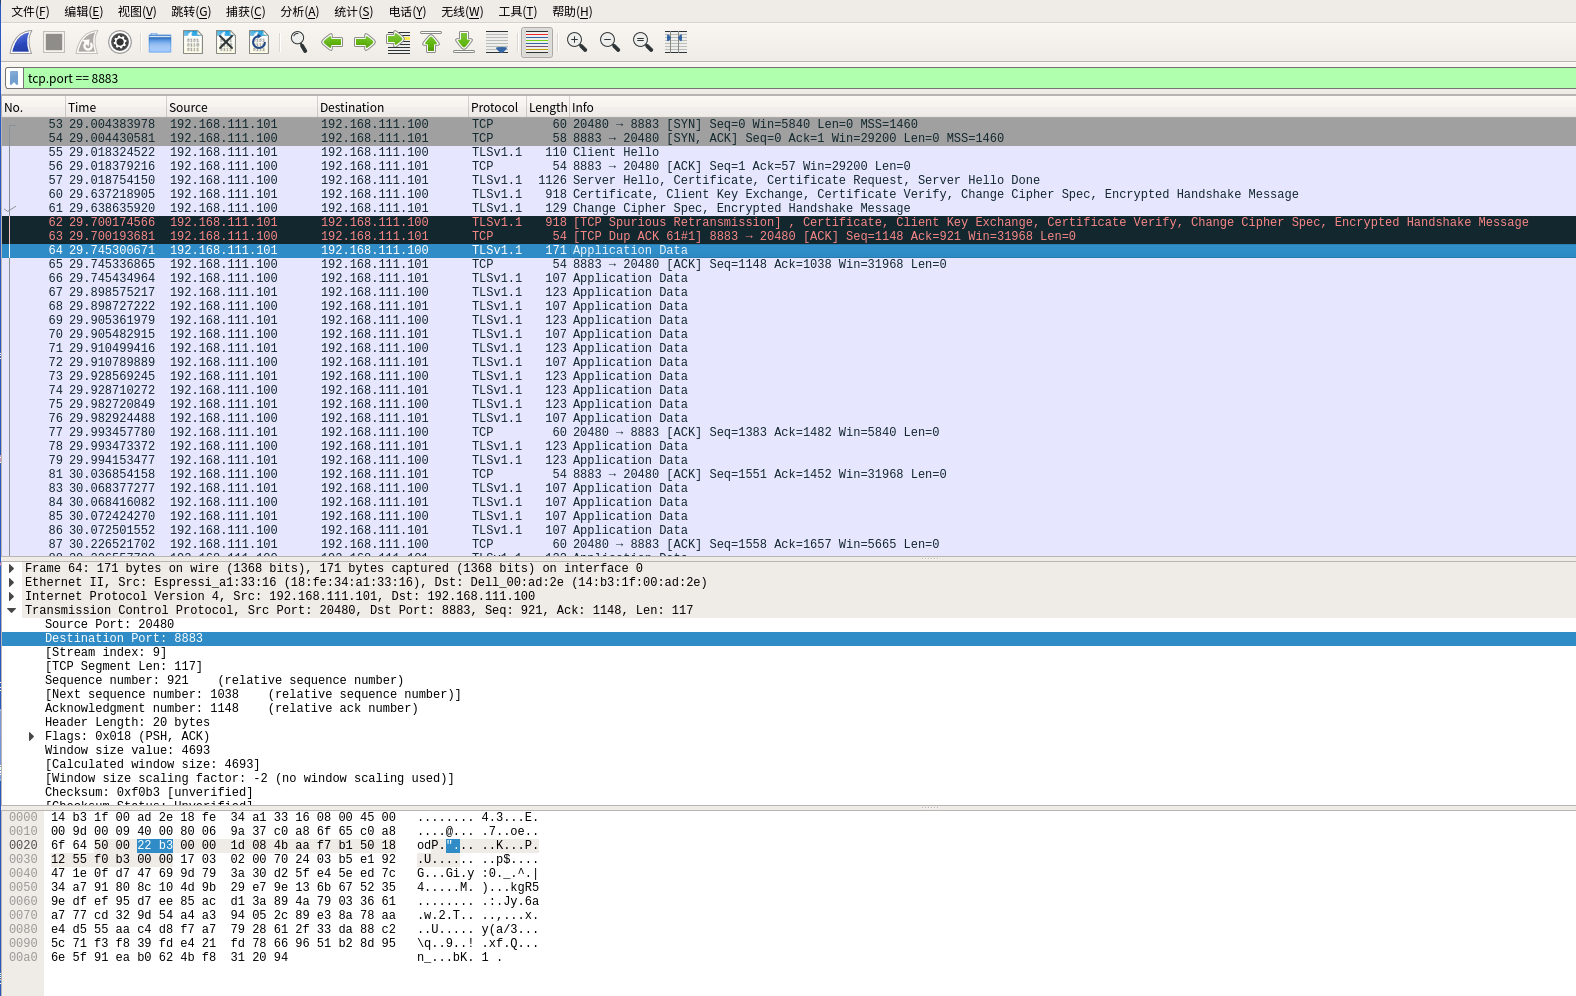 文件(F) 编辑(E) 视图(V) 跳转(G) 捕获(C) 分析(A) 统计(S) 电话(Y) 无线(W) 工具(T) 帮助(H)
tcp.port == 8883
No. Time Source Destination Protocol Length Info
53 29.004383978 192.168.111.101 192.168.111.100 TCP 60 20480 → 8883 [SYN] Seq=0 Win=5840 Len=0 MSS=1460
54 29.004430581 192.168.111.100 192.168.111.101 TCP 58 8883 → 20480 [SYN, ACK] Seq=0 Ack=1 Win=29200 Len=0 MSS=1460
55 29.018324522 192.168.111.101 192.168.111.100 TLSv1.1 110 Client Hello
56 29.018379216 192.168.111.100 192.168.111.101 TCP 54 8883 → 20480 [ACK] Seq=1 Ack=57 Win=29200 Len=0
57 29.018754150 192.168.111.100 192.168.111.101 TLSv1.1 1126 Server Hello, Certificate, Certificate Request, Server Hello Done
60 29.637218905 192.168.111.101 192.168.111.100 TLSv1.1 918 Certificate, Client Key Exchange, Certificate Verify, Change Cipher Spec, Encrypted Handshake Message
61 29.638635920 192.168.111.100 192.168.111.101 TLSv1.1 129 Change Cipher Spec, Encrypted Handshake Message
62 29.700174566 192.168.111.101 192.168.111.100 TLSv1.1 918 [TCP Spurious Retransmission] , Certificate, Client Key Exchange, Certificate Verify, Change Cipher Spec, Encrypted Handshake Message
63 29.700193681 192.168.111.100 192.168.111.101 TCP 54 [TCP Dup ACK 61#1] 8883 → 20480 [ACK] Seq=1148 Ack=921 Win=31968 Len=0
64 29.745300671 192.168.111.101 192.168.111.100 TLSv1.1 171 Application Data
65 29.745336865 192.168.111.100 192.168.111.101 TCP 54 8883 → 20480 [ACK] Seq=1148 Ack=1038 Win=31968 Len=0
66 29.745434964 192.168.111.100 192.168.111.101 TLSv1.1 107 Application Data
67 29.898575217 192.168.111.101 192.168.111.100 TLSv1.1 123 Application Data
68 29.898727222 192.168.111.100 192.168.111.101 TLSv1.1 107 Application Data
69 29.905361979 192.168.111.101 192.168.111.100 TLSv1.1 123 Application Data
70 29.905482915 192.168.111.100 192.168.111.101 TLSv1.1 107 Application Data
71 29.910499416 192.168.111.101 192.168.111.100 TLSv1.1 123 Application Data
72 29.910789889 192.168.111.100 192.168.111.101 TLSv1.1 107 Application Data
73 29.928569245 192.168.111.101 192.168.111.100 TLSv1.1 123 Application Data
74 29.928710272 192.168.111.100 192.168.111.101 TLSv1.1 123 Application Data
75 29.982720849 192.168.111.101 192.168.111.100 TLSv1.1 123 Application Data
76 29.982924488 192.168.111.100 192.168.111.101 TLSv1.1 107 Application Data
77 29.993457780 192.168.111.101 192.168.111.100 TCP 60 20480 → 8883 [ACK] Seq=1383 Ack=1482 Win=5840 Len=0
78 29.993473372 192.168.111.100 192.168.111.101 TLSv1.1 123 Application Data
79 29.994153477 192.168.111.101 192.168.111.100 TLSv1.1 123 Application Data
81 30.036854158 192.168.111.100 192.168.111.101 TCP 54 8883 → 20480 [ACK] Seq=1551 Ack=1452 Win=31968 Len=0
83 30.068377277 192.168.111.101 192.168.111.100 TLSv1.1 107 Application Data
84 30.068416082 192.168.111.100 192.168.111.101 TLSv1.1 107 Application Data
85 30.072424270 192.168.111.101 192.168.111.100 TLSv1.1 107 Application Data
86 30.072501552 192.168.111.100 192.168.111.101 TLSv1.1 107 Application Data
87 30.226521702 192.168.111.101 192.168.111.100 TCP 60 20480 → 8883 [ACK] Seq=1558 Ack=1657 Win=5665 Len=0
Frame 64: 171 bytes on wire (1368 bits), 171 bytes captured (1368 bits) on interface 0
Ethernet II, Src: Espressi_a1:33:16 (18:fe:34:a1:33:16), Dst: Dell_00:ad:2e (14:b3:1f:00:ad:2e)
Internet Protocol Version 4, Src: 192.168.111.101, Dst: 192.168.111.100
Transmission Control Protocol, Src Port: 20480, Dst Port: 8883, Seq: 921, Ack: 1148, Len: 117
Source Port: 20480
Destination Port: 8883
[Stream index: 9]
[TCP Segment Len: 117]
Sequence number: 921    (relative sequence number)
[Next sequence number: 1038    (relative sequence number)]
Acknowledgment number: 1148    (relative ack number)
Header Length: 20 bytes
Flags: 0x018 (PSH, ACK)
Window size value: 4693
[Calculated window size: 4693]
[Window size scaling factor: -2 (no window scaling used)]
Checksum: 0xf0b3 [unverified]
[Checksum Status: Unverified]
0000 14 b3 1f 00 ad 2e 18 fe 34 a1 33 16 08 00 45 00 ........ 4.3...E.
0010 00 9d 00 09 40 00 80 06 9a 37 c0 a8 6f 65 c0 a8 ....@... .7..oe..
0020 6f 64 50 00 22 b3 00 00 1d 08 4b aa f7 b1 50 18 odP.".. ..K...P.
0030 12 55 f0 b3 00 00 17 03 02 00 70 24 03 b5 e1 92 .U...... ..p$....
0040 47 1e 0f d7 47 69 9d 79 3a 30 d2 5f e4 5e ed 7c G...Gi.y :0._.^.|
0050 34 a7 91 80 8c 10 4d 9b 29 e7 9e 13 6b 67 52 35 4.....M. )...kgR5
0060 9e df ef 95 d7 ee 85 ac d1 3a 89 4a 79 03 36 61 ........ .:.Jy.6a
0070 a7 77 cd 32 9d 54 a4 a3 94 05 2c 89 e3 8a 78 aa .w.2.T.. ..,...x.
0080 e4 d5 55 aa c4 d8 f7 a7 79 28 61 2f 33 da 88 c2 ..U..... y(a/3...
0090 5c 71 f3 f8 39 fd e4 21 fd 78 66 96 51 b2 8d 95 \q..9..! .xf.Q...
00a0 6e 5f 91 ea b0 62 4b f8 31 20 94 n_...bK. 1 .